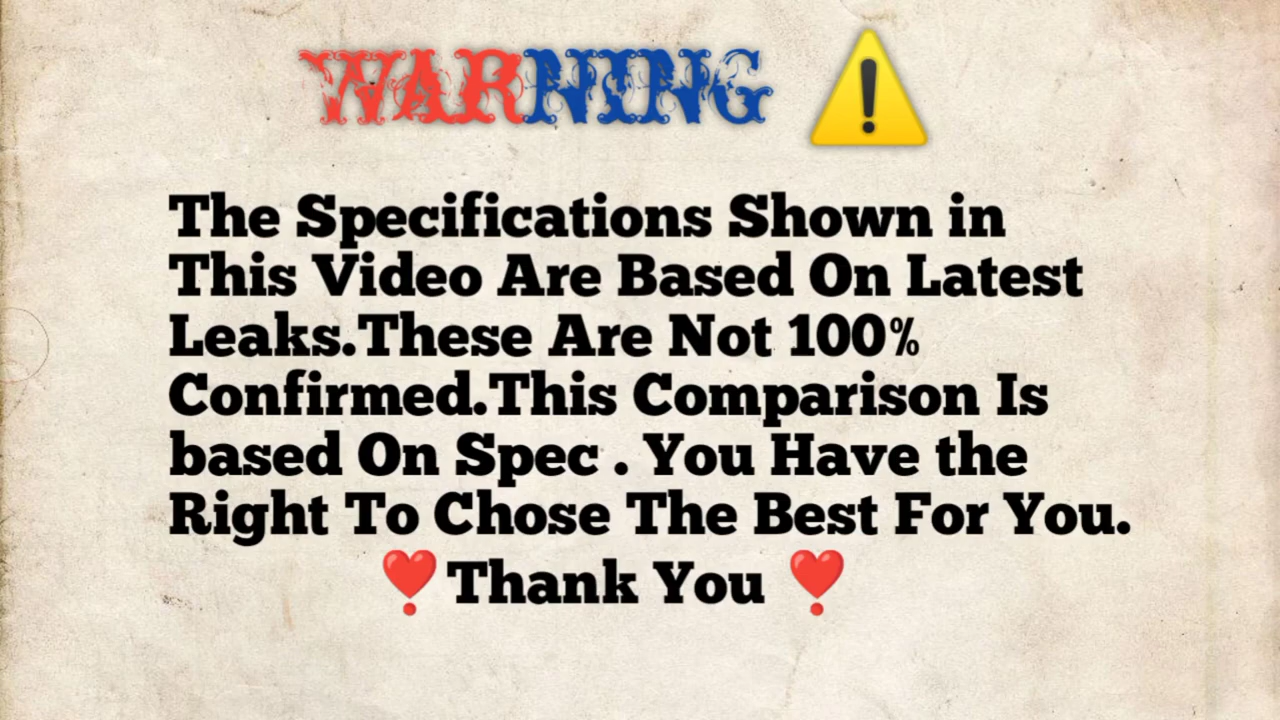 WARNING ⚠️
The Specifications Shown in
This Video Are Based On Latest
Leaks.These Are Not 100%
Confirmed.This Comparison Is
based On Spec . You Have the
Right To Chose The Best For You.
❣️Thank You ❣️